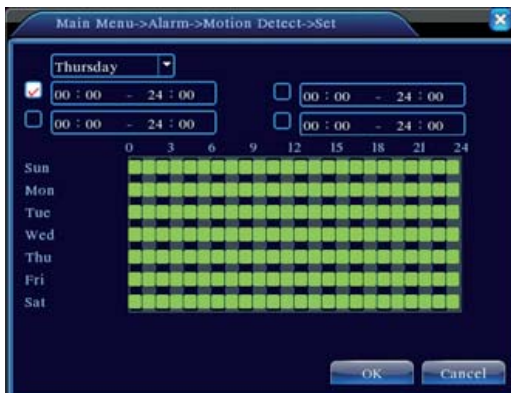 Main Menu->Alarm->Motion Detect->Set
Thursday
00 : 00 - 24 : 00
00 : 00 - 24 : 00
00 : 00 - 24 : 00
00 : 00 - 24 : 00
0 3 6 9 12 15 18 21 24
Sun
Mon
Tue
Wed
Thu
Fri
Sat
OK Cancel